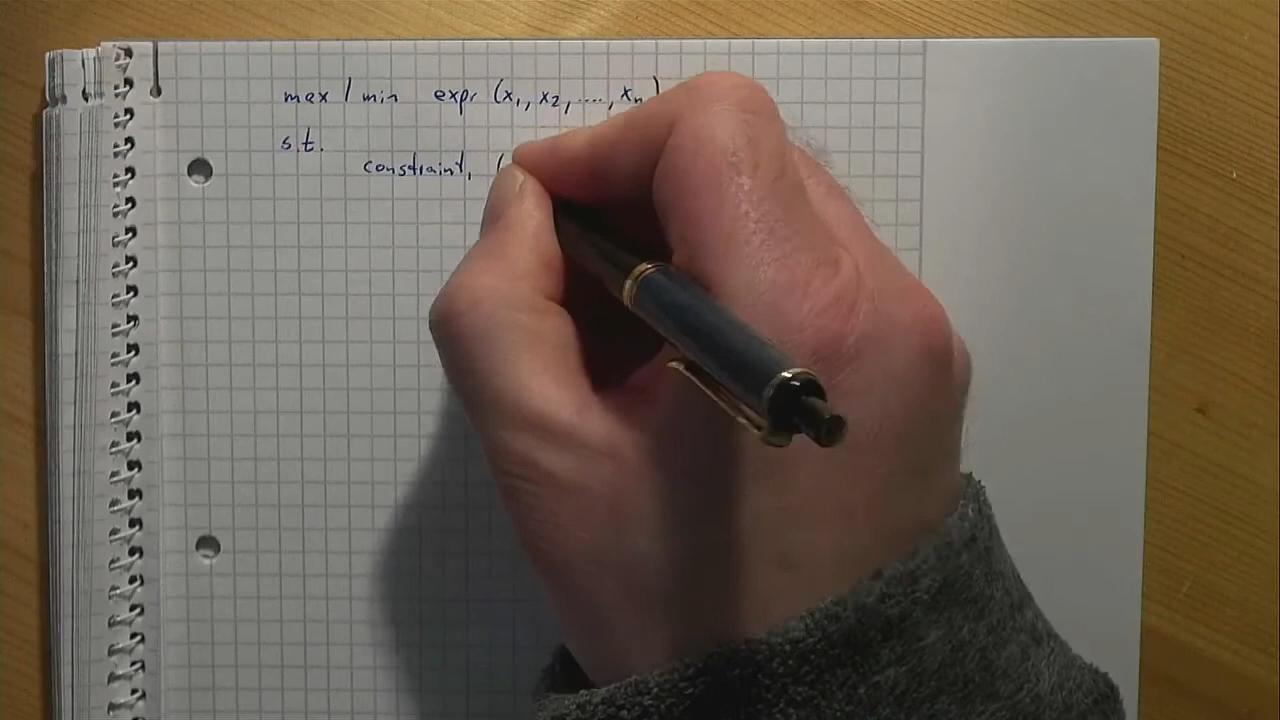 max / min expr (x₁, x₂, ...., xₙ)
s.t.
constraint₁ (